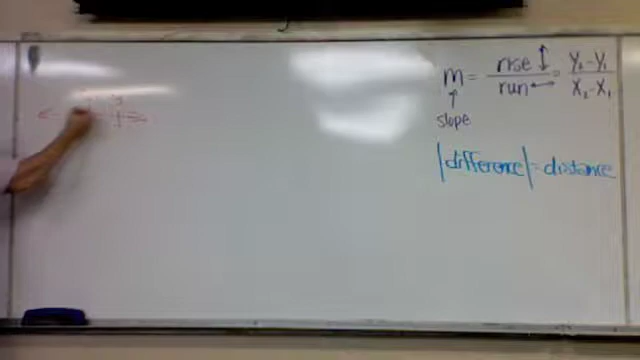 m = rise ↕ / run ↔ = y₂-y₁ / x₂-x₁
↑
slope
|difference| = distance